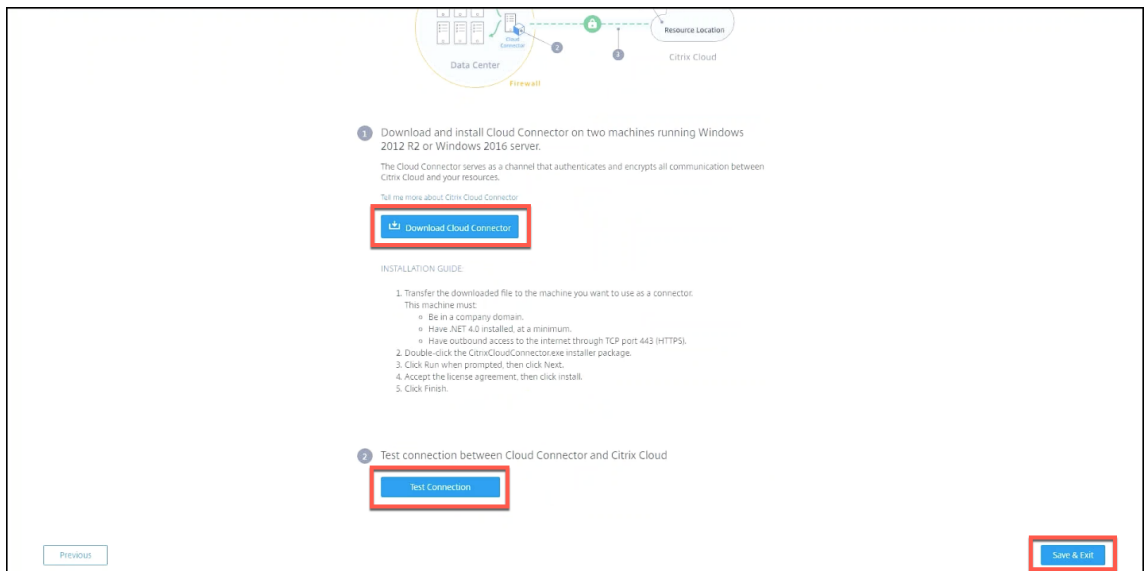 Cloud
Connector
2
3
Resource Location
Citrix Cloud
Data Center
Firewall
1
Download and install Cloud Connector on two machines running Windows
2012 R2 or Windows 2016 server.
The Cloud Connector serves as a channel that authenticates and encrypts all communication between
Citrix Cloud and your resources.
Tell me more about Citrix Cloud Connector
Download Cloud Connector
INSTALLATION GUIDE:
1. Transfer the downloaded file to the machine you want to use as a connector.
This machine must:
Be in a company domain.
Have .NET 4.0 installed, at a minimum.
Have outbound access to the internet through TCP port 443 (HTTPS).
2. Double-click the CitrixCloudConnector.exe installer package.
3. Click Run when prompted, then click Next.
4. Accept the license agreement, then click install.
5. Click Finish.
2
Test connection between Cloud Connector and Citrix Cloud
Test Connection
Previous
Save & Exit